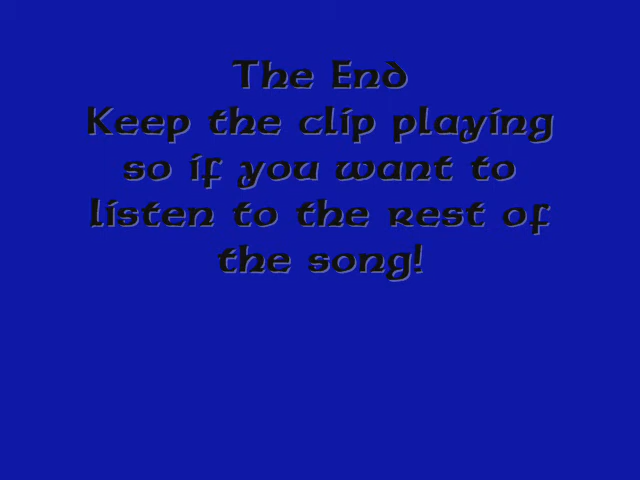 The End
Keep the clip playing
so if you want to
listen to the rest of
the song!